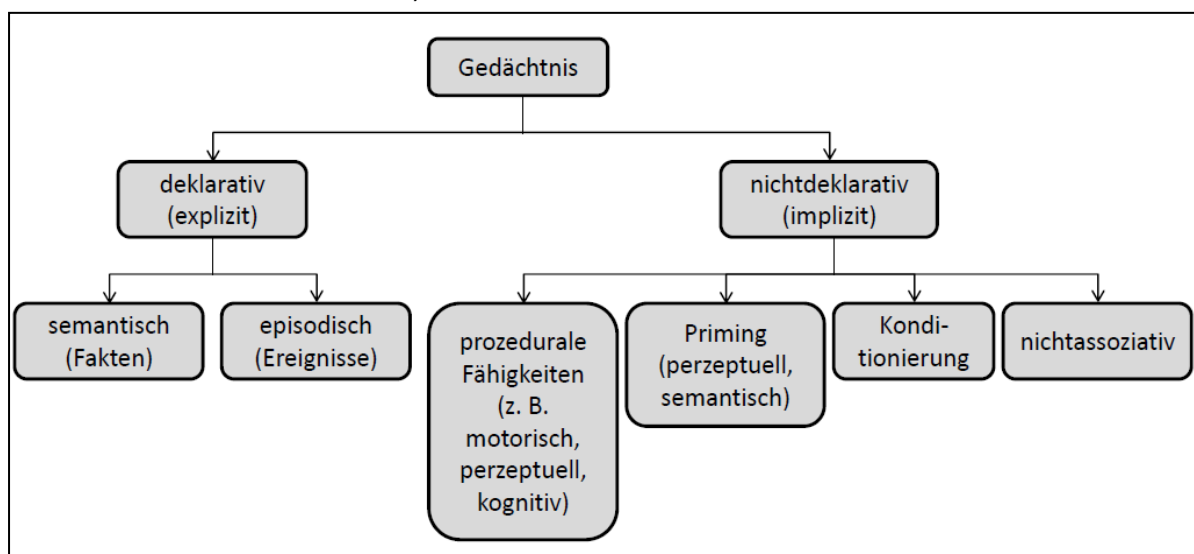 Gedächtnis
deklarativ
(explizit)
nichtdeklarativ
(implizit)
semantisch
(Fakten)
episodisch
(Ereignisse)
prozedurale
Fähigkeiten
(z. B.
motorisch,
perzeptuell,
kognitiv)
Priming
(perzeptuell,
semantisch)
Kondi-
tionierung
nichtassoziativ